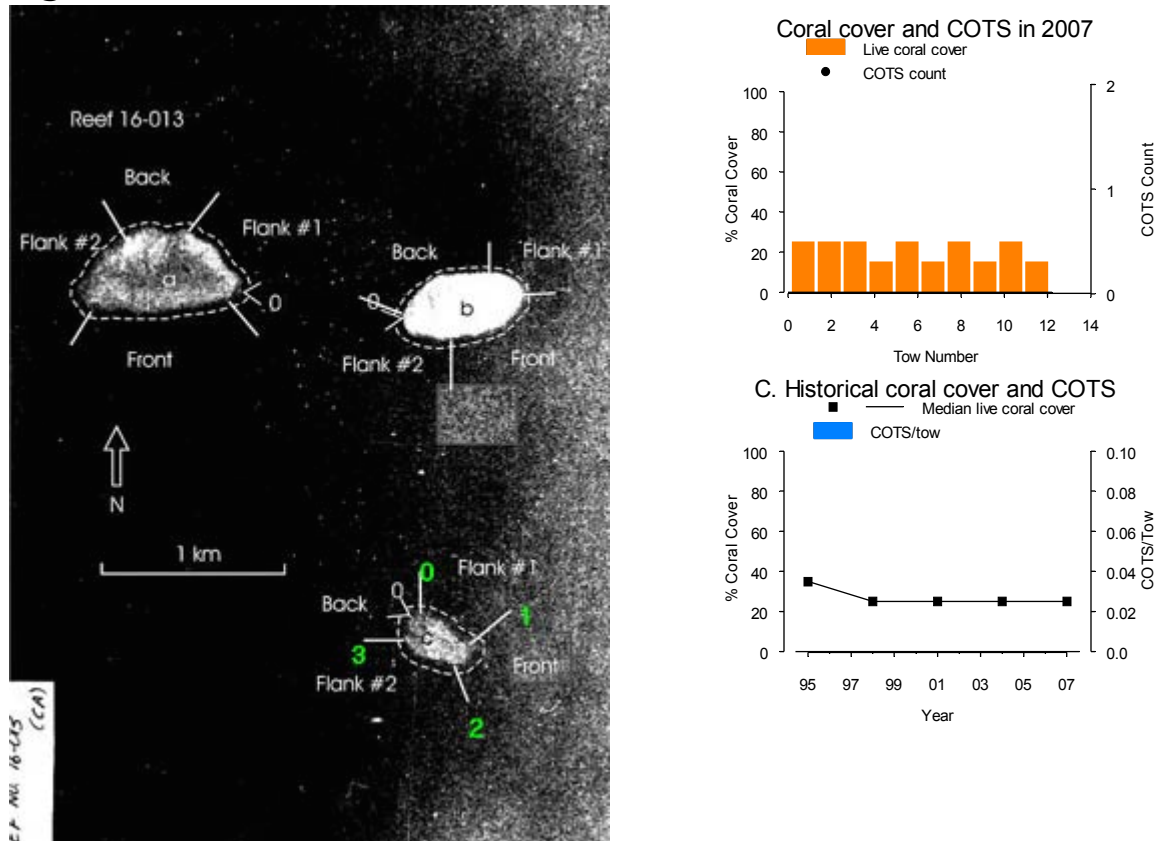 Reef 16-013
Back
Flank #2
Flank #1
a
0
Front
Back
Flank #1
0
b
Flank #2
Front
N
1 km
0
Flank #1
0
Back
1
c
3
Front
Flank #2
2
(CA)
Coral cover and COTS in 2007
Live coral cover
COTS count
100
80
60
40
20
0
% Coral Cover
2
1
0
COTS Count
0 2 4 6 8 10 12 14
Tow Number
C. Historical coral cover and COTS
Median live coral cover
COTS/tow
100
80
60
40
20
0
% Coral Cover
0.10
0.08
0.06
0.04
0.02
0.0
COTS/Tow
95 97 99 01 03 05 07
Year